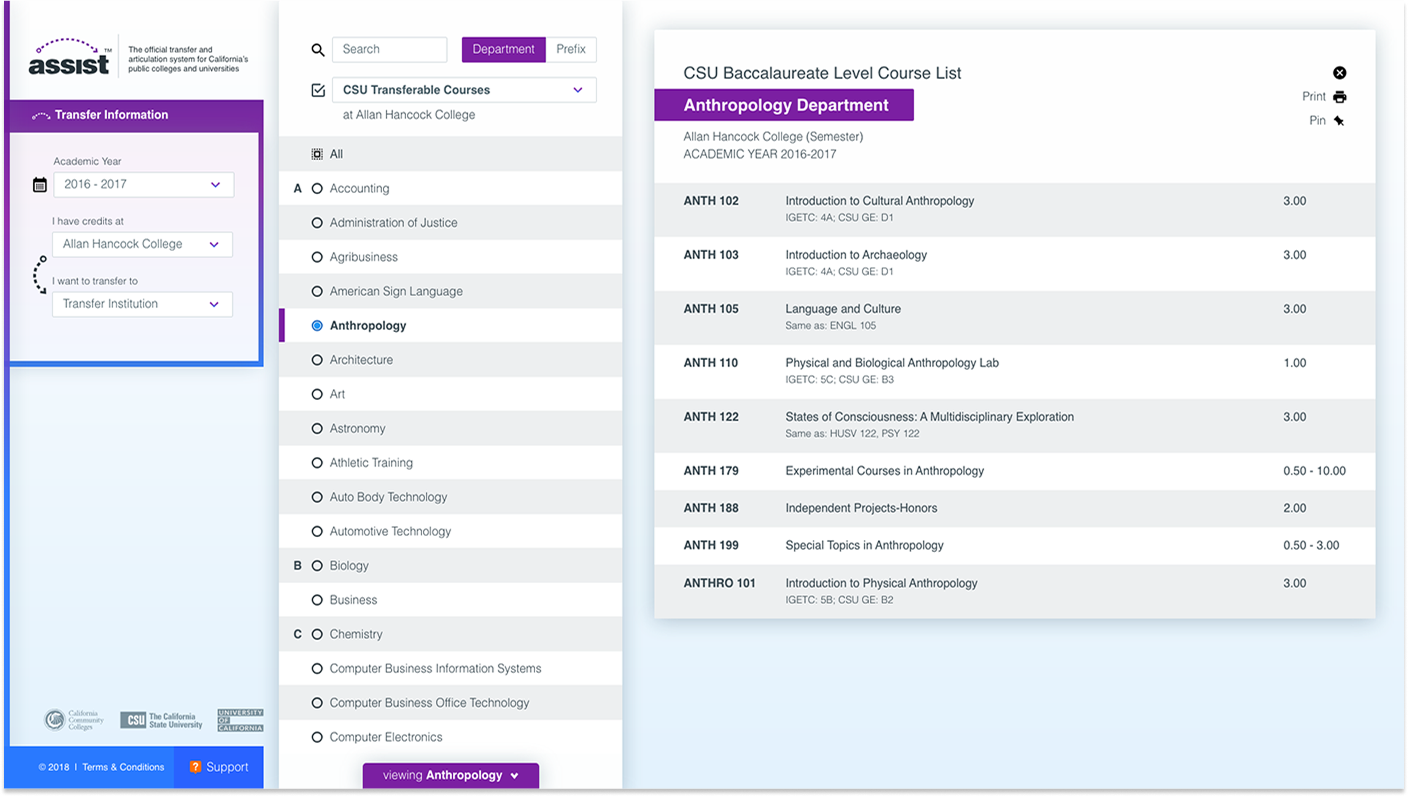 assist™
The official transfer and
articulation system for California's
public colleges and universities
Transfer Information
Academic Year
2016 - 2017
I have credits at
Allan Hancock College
I want to transfer to
Transfer Institution
California
Community
Colleges
CSU
The California
State University
UNIVERSITY
OF
CALIFORNIA
© 2018 | Terms & Conditions
? Support
Search
Department
Prefix
CSU Transferable Courses
at Allan Hancock College
All
A Accounting
Administration of Justice
Agribusiness
American Sign Language
Anthropology
Architecture
Art
Astronomy
Athletic Training
Auto Body Technology
Automotive Technology
B Biology
Business
C Chemistry
Computer Business Information Systems
Computer Business Office Technology
Computer Electronics
viewing Anthropology
CSU Baccalaureate Level Course List
Anthropology Department
Print
Pin
Allan Hancock College (Semester)
ACADEMIC YEAR 2016-2017
ANTH 102 Introduction to Cultural Anthropology 3.00
IGETC: 4A; CSU GE: D1
ANTH 103 Introduction to Archaeology 3.00
IGETC: 4A; CSU GE: D1
ANTH 105 Language and Culture 3.00
Same as: ENGL 105
ANTH 110 Physical and Biological Anthropology Lab 1.00
IGETC: 5C; CSU GE: B3
ANTH 122 States of Consciousness: A Multidisciplinary Exploration 3.00
Same as: HUSV 122, PSY 122
ANTH 179 Experimental Courses in Anthropology 0.50 - 10.00
ANTH 188 Independent Projects-Honors 2.00
ANTH 199 Special Topics in Anthropology 0.50 - 3.00
ANTHRO 101 Introduction to Physical Anthropology 3.00
IGETC: 5B; CSU GE: B2